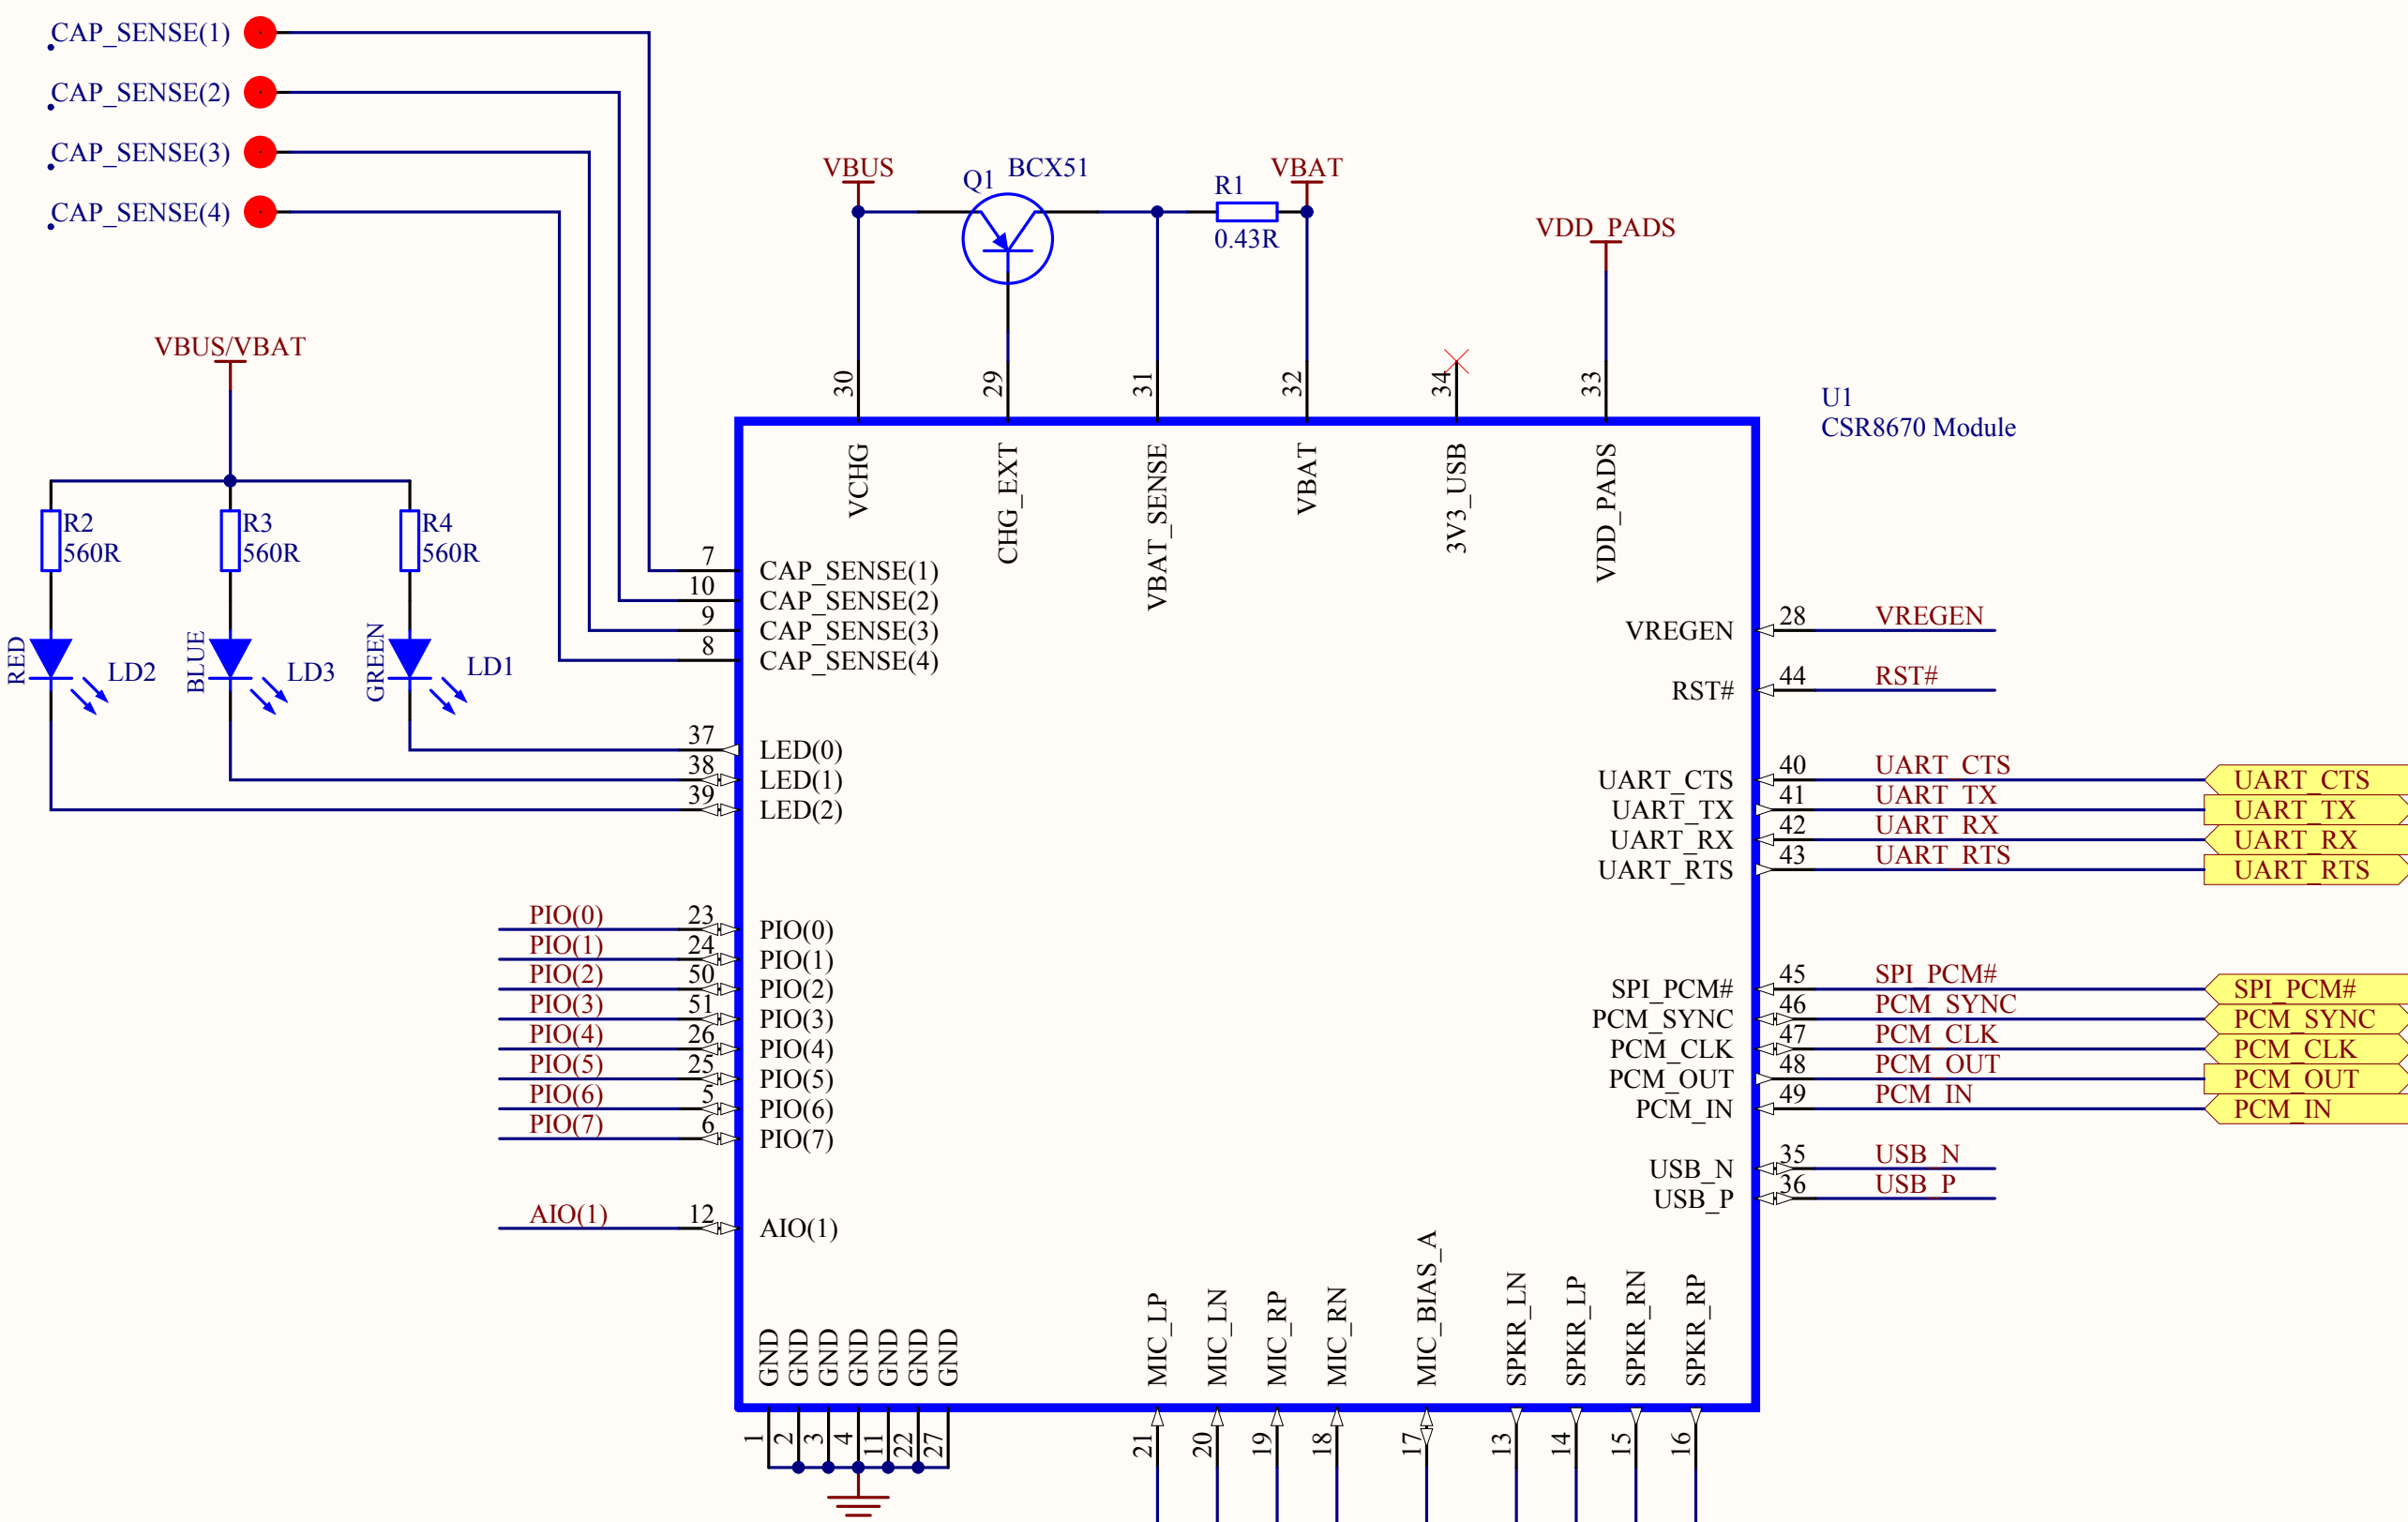 CAP_SENSE(1)
CAP_SENSE(2)
CAP_SENSE(3)
CAP_SENSE(4)
VBUS
Q1
BCX51
R1
0.43R
VBAT
VDD_PADS
VBUS/VBAT
R2
560R
R3
560R
R4
560R
RED
LD2
BLUE
LD3
GREEN
LD1
U1
CSR8670 Module
30
29
31
32
34
33
VCHG
CHG_EXT
VBAT_SENSE
VBAT
3V3_USB
VDD_PADS
7 CAP_SENSE(1)
10 CAP_SENSE(2)
9 CAP_SENSE(3)
8 CAP_SENSE(4)
37 LED(0)
38 LED(1)
39 LED(2)
PIO(0) 23 PIO(0)
PIO(1) 24 PIO(1)
PIO(2) 50 PIO(2)
PIO(3) 51 PIO(3)
PIO(4) 26 PIO(4)
PIO(5) 25 PIO(5)
PIO(6) 5 PIO(6)
PIO(7) 6 PIO(7)
AIO(1) 12 AIO(1)
VREGEN 28 VREGEN
RST# 44 RST#
UART_CTS 40 UART_CTS UART_CTS
UART_TX 41 UART_TX UART_TX
UART_RX 42 UART_RX UART_RX
UART_RTS 43 UART_RTS UART_RTS
SPI_PCM# 45 SPI_PCM# SPI_PCM#
PCM_SYNC 46 PCM_SYNC PCM_SYNC
PCM_CLK 47 PCM_CLK PCM_CLK
PCM_OUT 48 PCM_OUT PCM_OUT
PCM_IN 49 PCM_IN PCM_IN
USB_N 35 USB_N
USB_P 36 USB_P
GND
GND
GND
GND
GND
GND
GND
MIC_LP
MIC_LN
MIC_RP
MIC_RN
MIC_BIAS_A
SPKR_LN
SPKR_LP
SPKR_RN
SPKR_RP
1
2
3
4
11
22
27
21
20
19
18
17
13
14
15
16